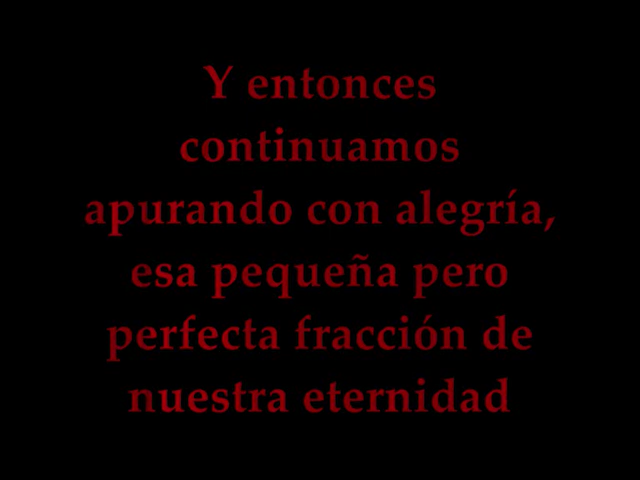 Y entonces
continuamos
apurando con alegría,
esa pequeña pero
perfecta fracción de
nuestra eternidad